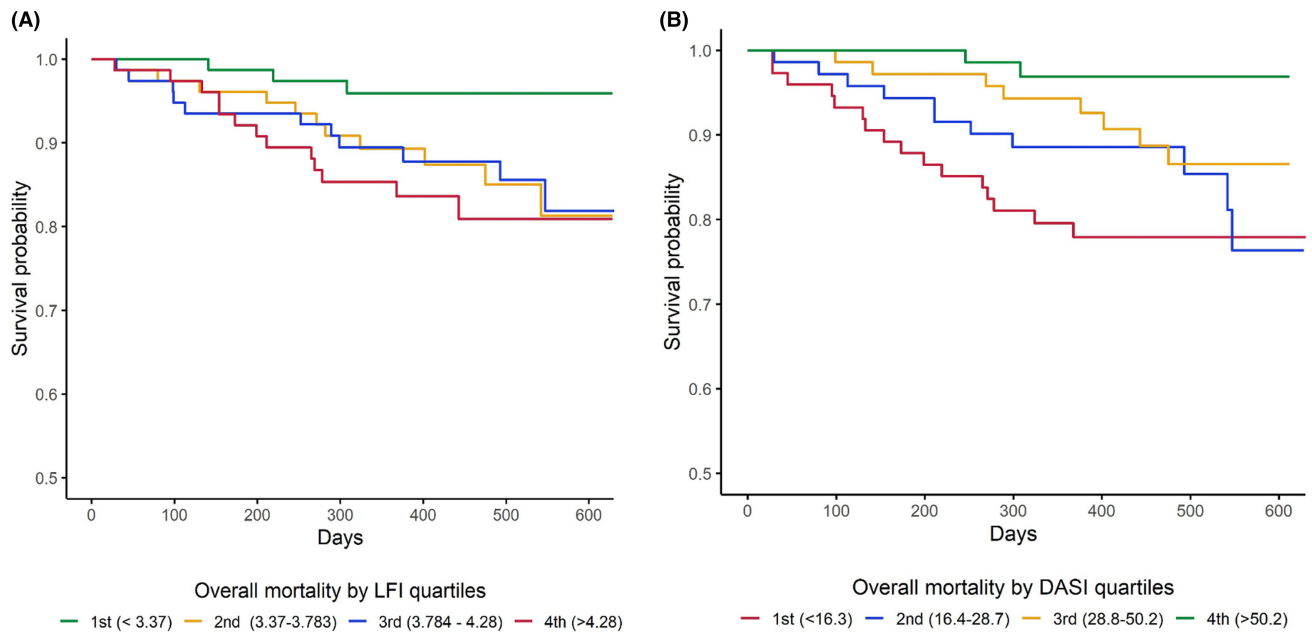 (A)
Survival probability
1.0
0.9
0.8
0.7
0.6
0.5
0 100 200 300 400 500 600
Days
Overall mortality by LFI quartiles
1st (< 3.37) 2nd (3.37-3.783) 3rd (3.784 - 4.28) 4th (>4.28)
(B)
Survival probability
1.0
0.9
0.8
0.7
0.6
0.5
0 100 200 300 400 500 600
Days
Overall mortality by DASI quartiles
1st (<16.3) 2nd (16.4-28.7) 3rd (28.8-50.2) 4th (>50.2)